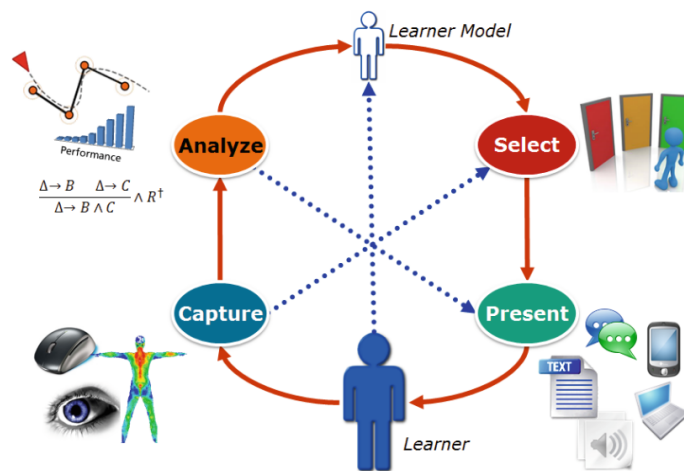 Learner Model
Analyze
Select
Performance
Δ→ B Δ→ C
Δ→ B ∧ C
∧ R†
Capture
Present
TEXT
Learner